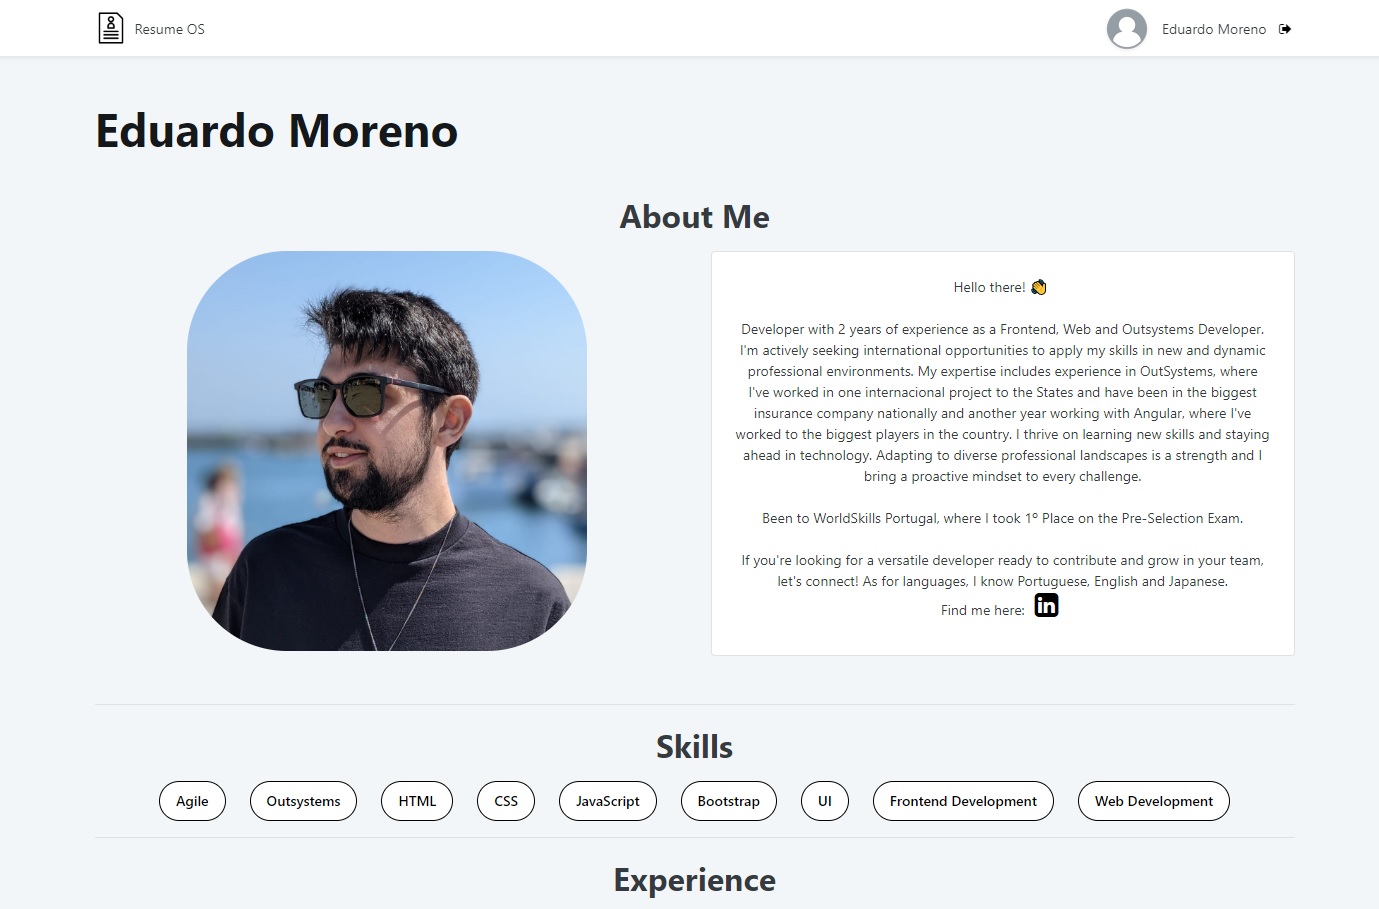 Resume OS
Eduardo Moreno
Eduardo Moreno
About Me
Hello there! 👏
Developer with 2 years of experience as a Frontend, Web and Outsystems Developer.
I'm actively seeking international opportunities to apply my skills in new and dynamic
professional environments. My expertise includes experience in OutSystems, where
I've worked in one internacional project to the States and have been in the biggest
insurance company nationally and another year working with Angular, where I've
worked to the biggest players in the country. I thrive on learning new skills and staying
ahead in technology. Adapting to diverse professional landscapes is a strength and I
bring a proactive mindset to every challenge.
Been to WorldSkills Portugal, where I took 1º Place on the Pre-Selection Exam.
If you're looking for a versatile developer ready to contribute and grow in your team,
let's connect! As for languages, I know Portuguese, English and Japanese.
Find me here: in
Skills
Agile
Outsystems
HTML
CSS
JavaScript
Bootstrap
UI
Frontend Development
Web Development
Experience